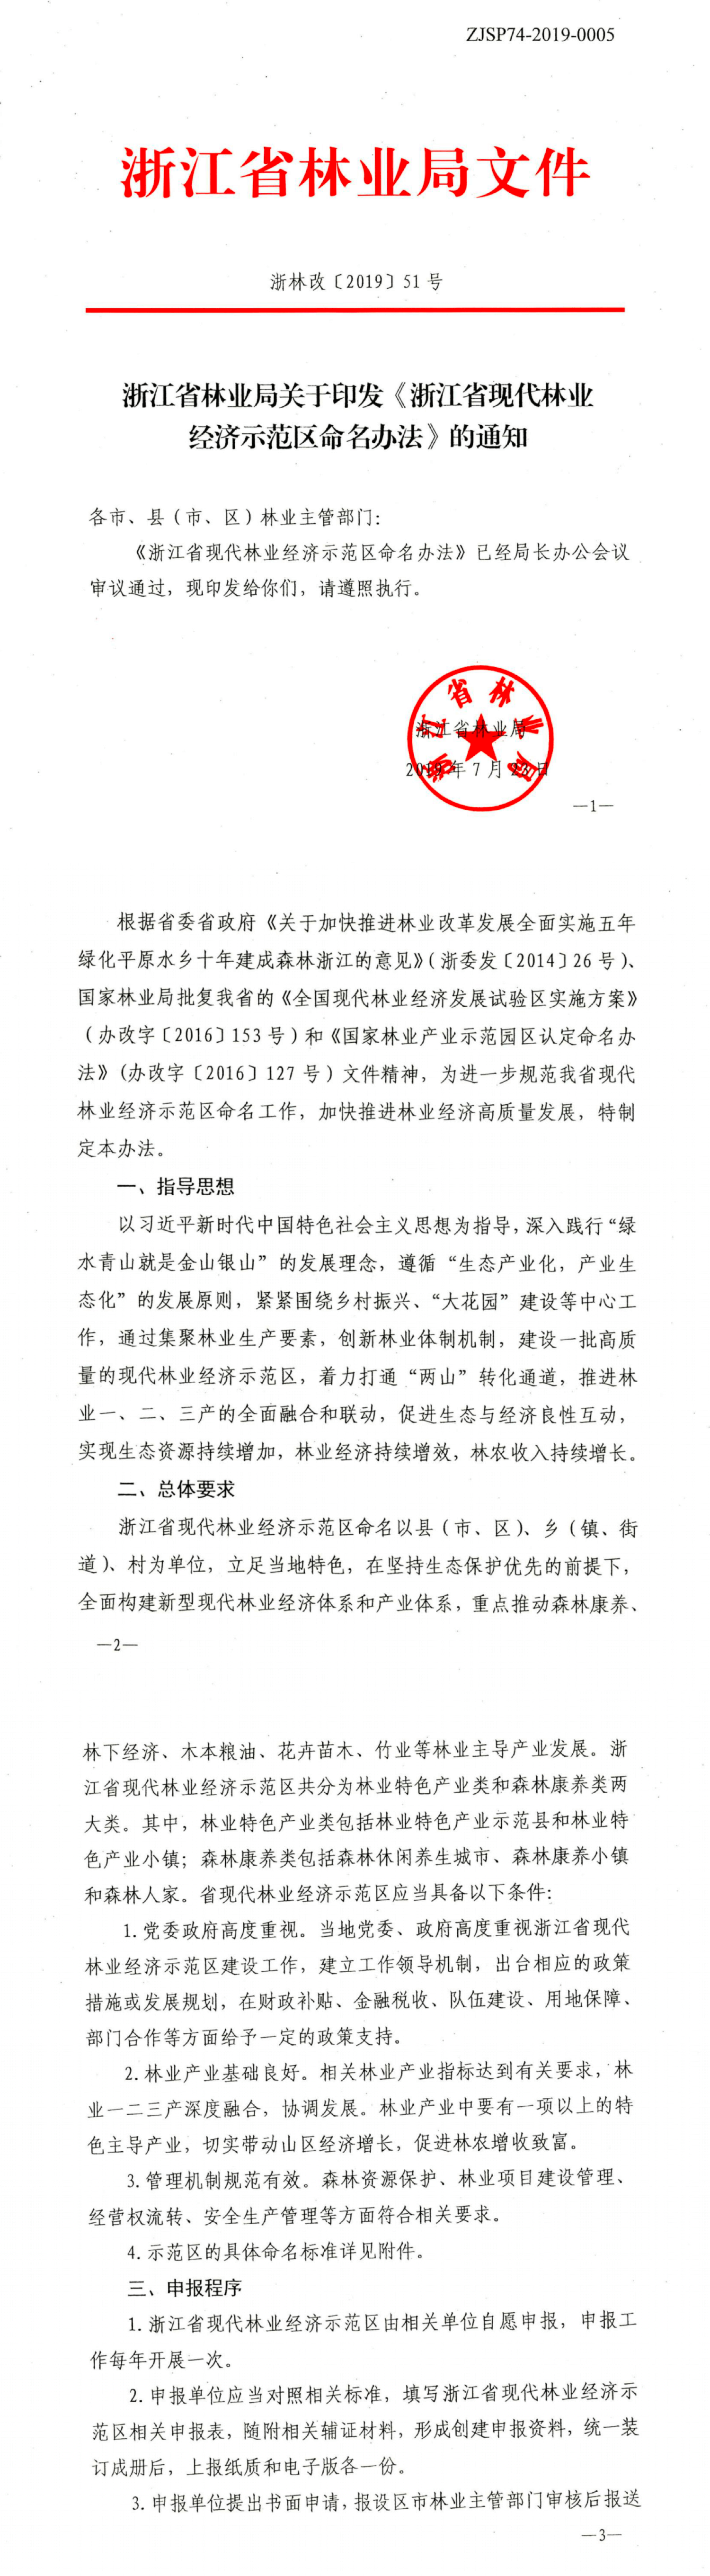 ZJSP74-2019-0005
浙江省林业局文件
浙林改〔2019〕51 号
浙江省林业局关于印发《浙江省现代林业
经济示范区命名办法》的通知
各市、县（市、区）林业主管部门：
《浙江省现代林业经济示范区命名办法》已经局长办公会议
审议通过，现印发给你们，请遵照执行。
浙江省林业局
浙江省林业局
2019 年 7 月 日
—1—
根据省委省政府《关于加快推进林业改革发展全面实施五年
绿化平原水乡十年建成森林浙江的意见》（浙委发〔2014〕26 号）、
国家林业局批复我省的《全国现代林业经济发展试验区实施方案》
（办改字〔2016〕153 号）和《国家林业产业示范园区认定命名办
法》（办改字〔2016〕127 号）文件精神，为进一步规范我省现代
林业经济示范区命名工作，加快推进林业经济高质量发展，特制
定本办法。
一、指导思想
以习近平新时代中国特色社会主义思想为指导，深入践行“绿
水青山就是金山银山”的发展理念，遵循“生态产业化，产业生
态化”的发展原则，紧紧围绕乡村振兴、“大花园”建设等中心工
作，通过集聚林业生产要素，创新林业体制机制，建设一批高质
量的现代林业经济示范区，着力打通“两山”转化通道，推进林
业一、二、三产的全面融合和联动，促进生态与经济良性互动，
实现生态资源持续增加，林业经济持续增效，林农收入持续增长。
二、总体要求
浙江省现代林业经济示范区命名以县（市、区）、乡（镇、街
道）、村为单位，立足当地特色，在坚持生态保护优先的前提下，
全面构建新型现代林业经济体系和产业体系，重点推动森林康养、
—2—
林下经济、木本粮油、花卉苗木、竹业等林业主导产业发展。浙
江省现代林业经济示范区共分为林业特色产业类和森林康养类两
大类。其中，林业特色产业类包括林业特色产业示范县和林业特
色产业小镇；森林康养类包括森林休闲养生城市、森林康养小镇
和森林人家。省现代林业经济示范区应当具备以下条件：
1. 党委政府高度重视。当地党委、政府高度重视浙江省现代
林业经济示范区建设工作，建立工作领导机制，出台相应的政策
措施或发展规划，在财政补贴、金融税收、队伍建设、用地保障、
部门合作等方面给予一定的政策支持。
2. 林业产业基础良好。相关林业产业指标达到有关要求，林
业一二三产深度融合，协调发展。林业产业中要有一项以上的特
色主导产业，切实带动山区经济增长，促进林农增收致富。
3. 管理机制规范有效。森林资源保护、林业项目建设管理、
经营权流转、安全生产管理等方面符合相关要求。
4. 示范区的具体命名标准详见附件。
三、申报程序
1. 浙江省现代林业经济示范区由相关单位自愿申报，申报工
作每年开展一次。
2. 申报单位应当对照相关标准，填写浙江省现代林业经济示
范区相关申报表，随附相关辅证材料，形成创建申报资料，统一装
订成册后，上报纸质和电子版各一份。
3. 申报单位提出书面申请，报设区市林业主管部门审核后报送
—3—